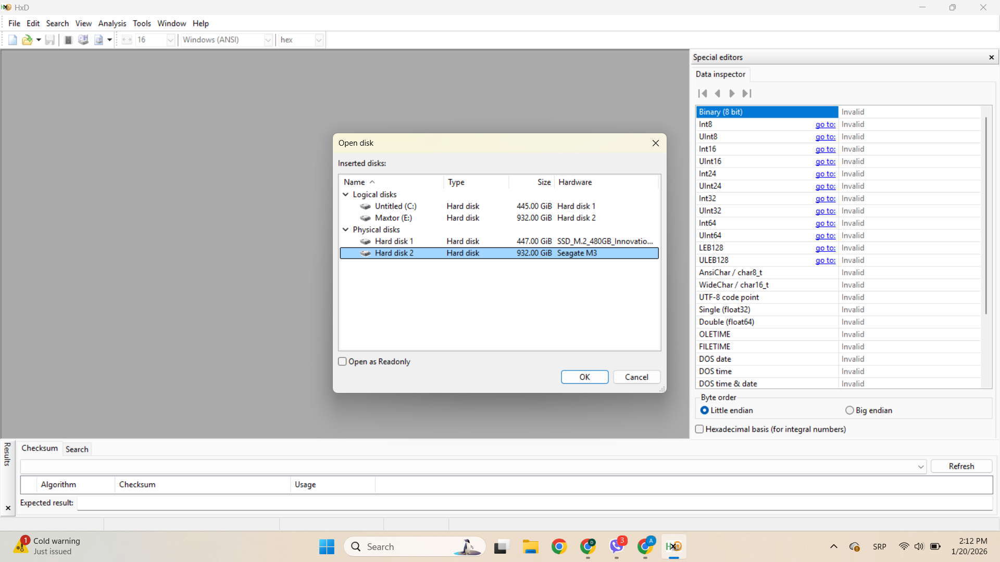 HxD
File Edit Search View Analysis Tools Window Help
16 Windows (ANSI) hex
Special editors
Data inspector
Binary (8 bit) Invalid
Int8 go to: Invalid
UInt8 go to: Invalid
Int16 go to: Invalid
UInt16 go to: Invalid
Int24 go to: Invalid
UInt24 go to: Invalid
Int32 go to: Invalid
UInt32 go to: Invalid
Int64 go to: Invalid
UInt64 go to: Invalid
LEB128 go to: Invalid
ULEB128 go to: Invalid
AnsiChar / char8_t Invalid
WideChar / char16_t Invalid
UTF-8 code point Invalid
Single (float32) Invalid
Double (float64) Invalid
OLETIME Invalid
FILETIME Invalid
DOS date Invalid
DOS time Invalid
DOS time & date Invalid
Byte order
Little endian Big endian
Hexadecimal basis (for integral numbers)
Open disk
Inserted disks:
Name Type Size Hardware
Logical disks
Untitled (C:) Hard disk 445.00 GiB Hard disk 1
Maxtor (E:) Hard disk 932.00 GiB Hard disk 2
Physical disks
Hard disk 1 Hard disk 447.00 GiB SSD_M.2_480GB_Innovatio...
Hard disk 2 Hard disk 932.00 GiB Seagate M3
Open as Readonly
OK Cancel
Results
Checksum Search
Refresh
Algorithm Checksum Usage
Expected result:
1 Cold warning
Just issued
Search
D
3
A
HxD
SRP
2:12 PM
1/20/2026